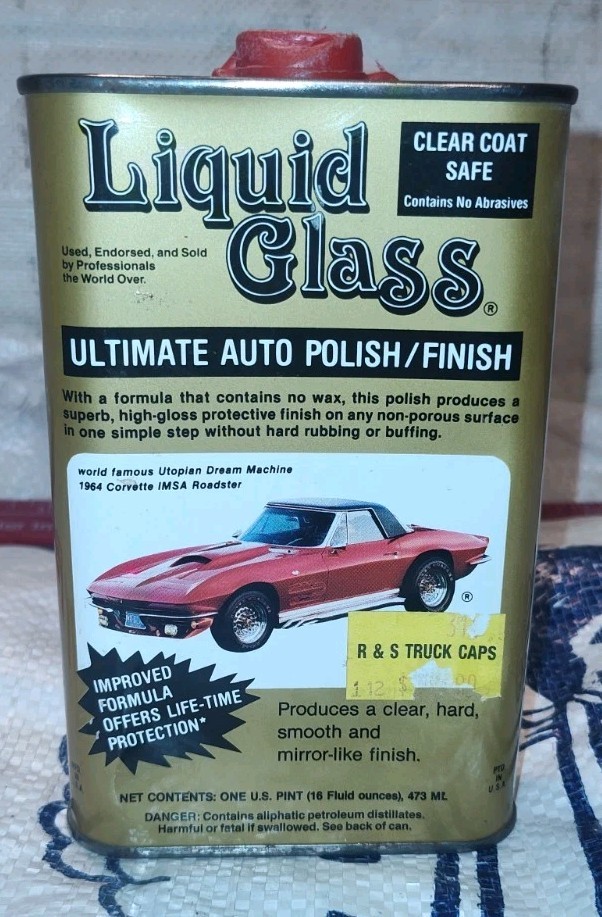 Liquid
Glass®
CLEAR COAT
SAFE
Contains No Abrasives
Used, Endorsed, and Sold
by Professionals
the World Over.
ULTIMATE AUTO POLISH/FINISH
With a formula that contains no wax, this polish produces a
superb, high-gloss protective finish on any non-porous surface
in one simple step without hard rubbing or buffing.
world famous Utopian Dream Machine
1964 Corvette IMSA Roadster
®
R & S TRUCK CAPS
IMPROVED
FORMULA
OFFERS LIFE-TIME
PROTECTION*
Produces a clear, hard,
smooth and
mirror-like finish.
PTD
IN
U.S.A
NET CONTENTS: ONE U.S. PINT (16 Fluid ounces), 473 ML
DANGER: Contains aliphatic petroleum distillates.
Harmful or fatal if swallowed. See back of can.